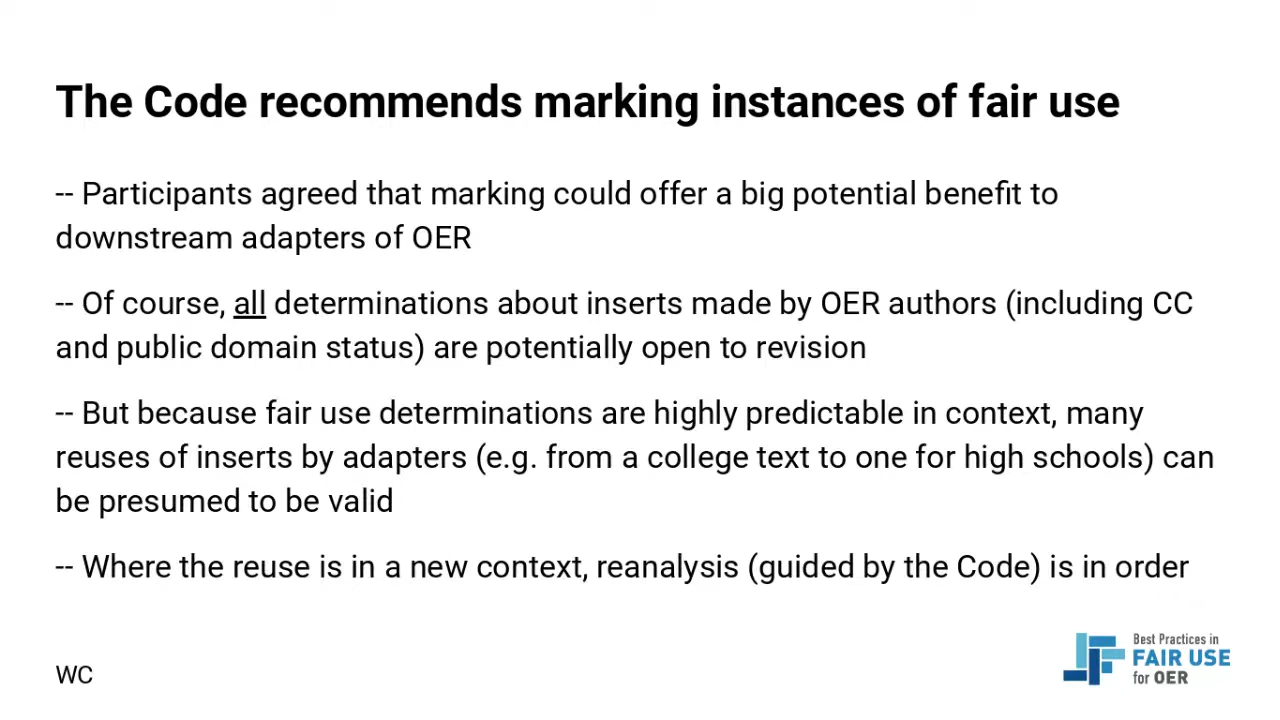 The Code recommends marking instances of fair use
-- Participants agreed that marking could offer a big potential benefit to
downstream adapters of OER
-- Of course, all determinations about inserts made by OER authors (including CC
and public domain status) are potentially open to revision
-- But because fair use determinations are highly predictable in context, many
reuses of inserts by adapters (e.g. from a college text to one for high schools) can
be presumed to be valid
-- Where the reuse is in a new context, reanalysis (guided by the Code) is in order
WC
Best Practices in
FAIR USE
for OER